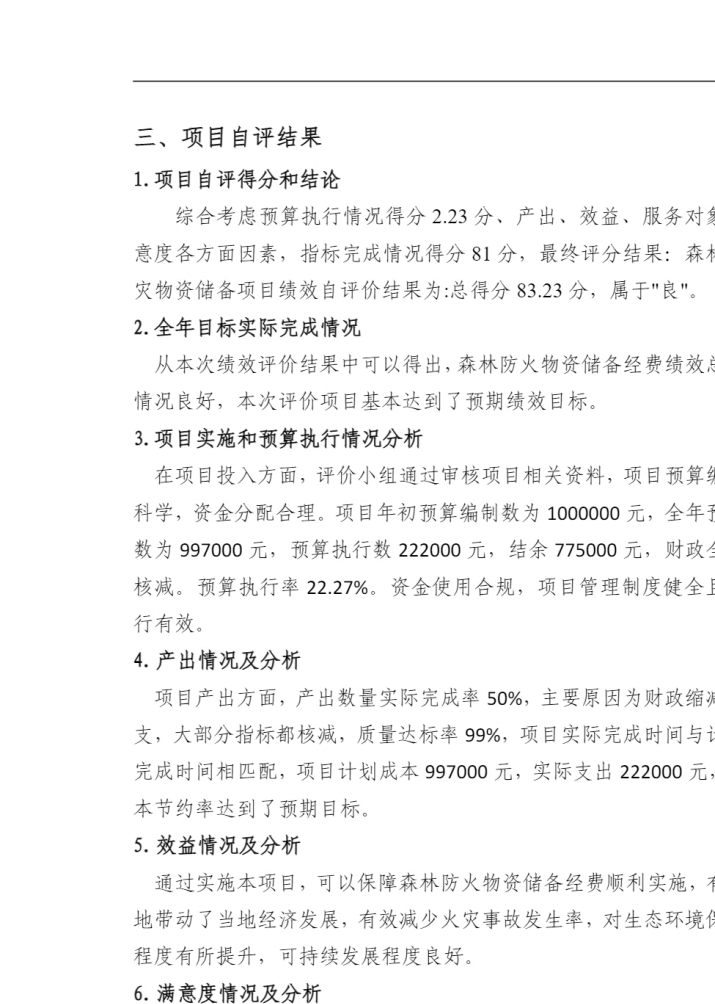 三、项目自评结果
1. 项目自评得分和结论
综合考虑预算执行情况得分 2.23 分、产出、效益、服务对象
意度各方面因素，指标完成情况得分 81 分，最终评分结果：森林
灾物资储备项目绩效自评价结果为:总得分 83.23 分，属于"良"。
2. 全年目标实际完成情况
从本次绩效评价结果中可以得出，森林防火物资储备经费绩效总
情况良好，本次评价项目基本达到了预期绩效目标。
3. 项目实施和预算执行情况分析
在项目投入方面，评价小组通过审核项目相关资料，项目预算编
科学，资金分配合理。项目年初预算编制数为 1000000 元，全年预
数为 997000 元，预算执行数 222000 元，结余 775000 元，财政全
核减。预算执行率 22.27%。资金使用合规，项目管理制度健全且
行有效。
4. 产出情况及分析
项目产出方面，产出数量实际完成率 50%，主要原因为财政缩减
支，大部分指标都核减，质量达标率 99%，项目实际完成时间与计
完成时间相匹配，项目计划成本 997000 元，实际支出 222000 元，
本节约率达到了预期目标。
5. 效益情况及分析
通过实施本项目，可以保障森林防火物资储备经费顺利实施，有
地带动了当地经济发展，有效减少火灾事故发生率，对生态环境保
程度有所提升，可持续发展程度良好。
6. 满意度情况及分析